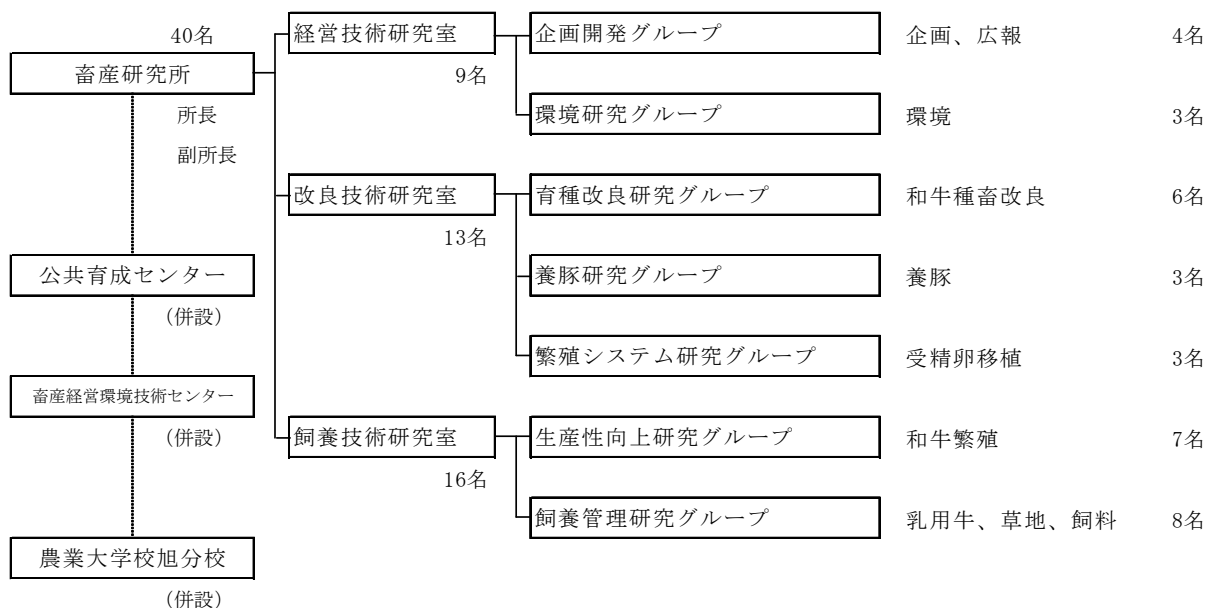 40名
畜産研究所
所長
副所長
公共育成センター
（併設）
畜産経営環境技術センター
（併設）
農業大学校旭分校
（併設）
経営技術研究室
9名
企画開発グループ 企画、広報 4名
環境研究グループ 環境 3名
改良技術研究室
13名
育種改良研究グループ 和牛種畜改良 6名
養豚研究グループ 養豚 3名
繁殖システム研究グループ 受精卵移植 3名
飼養技術研究室
16名
生産性向上研究グループ 和牛繁殖 7名
飼養管理研究グループ 乳用牛、草地、飼料 8名